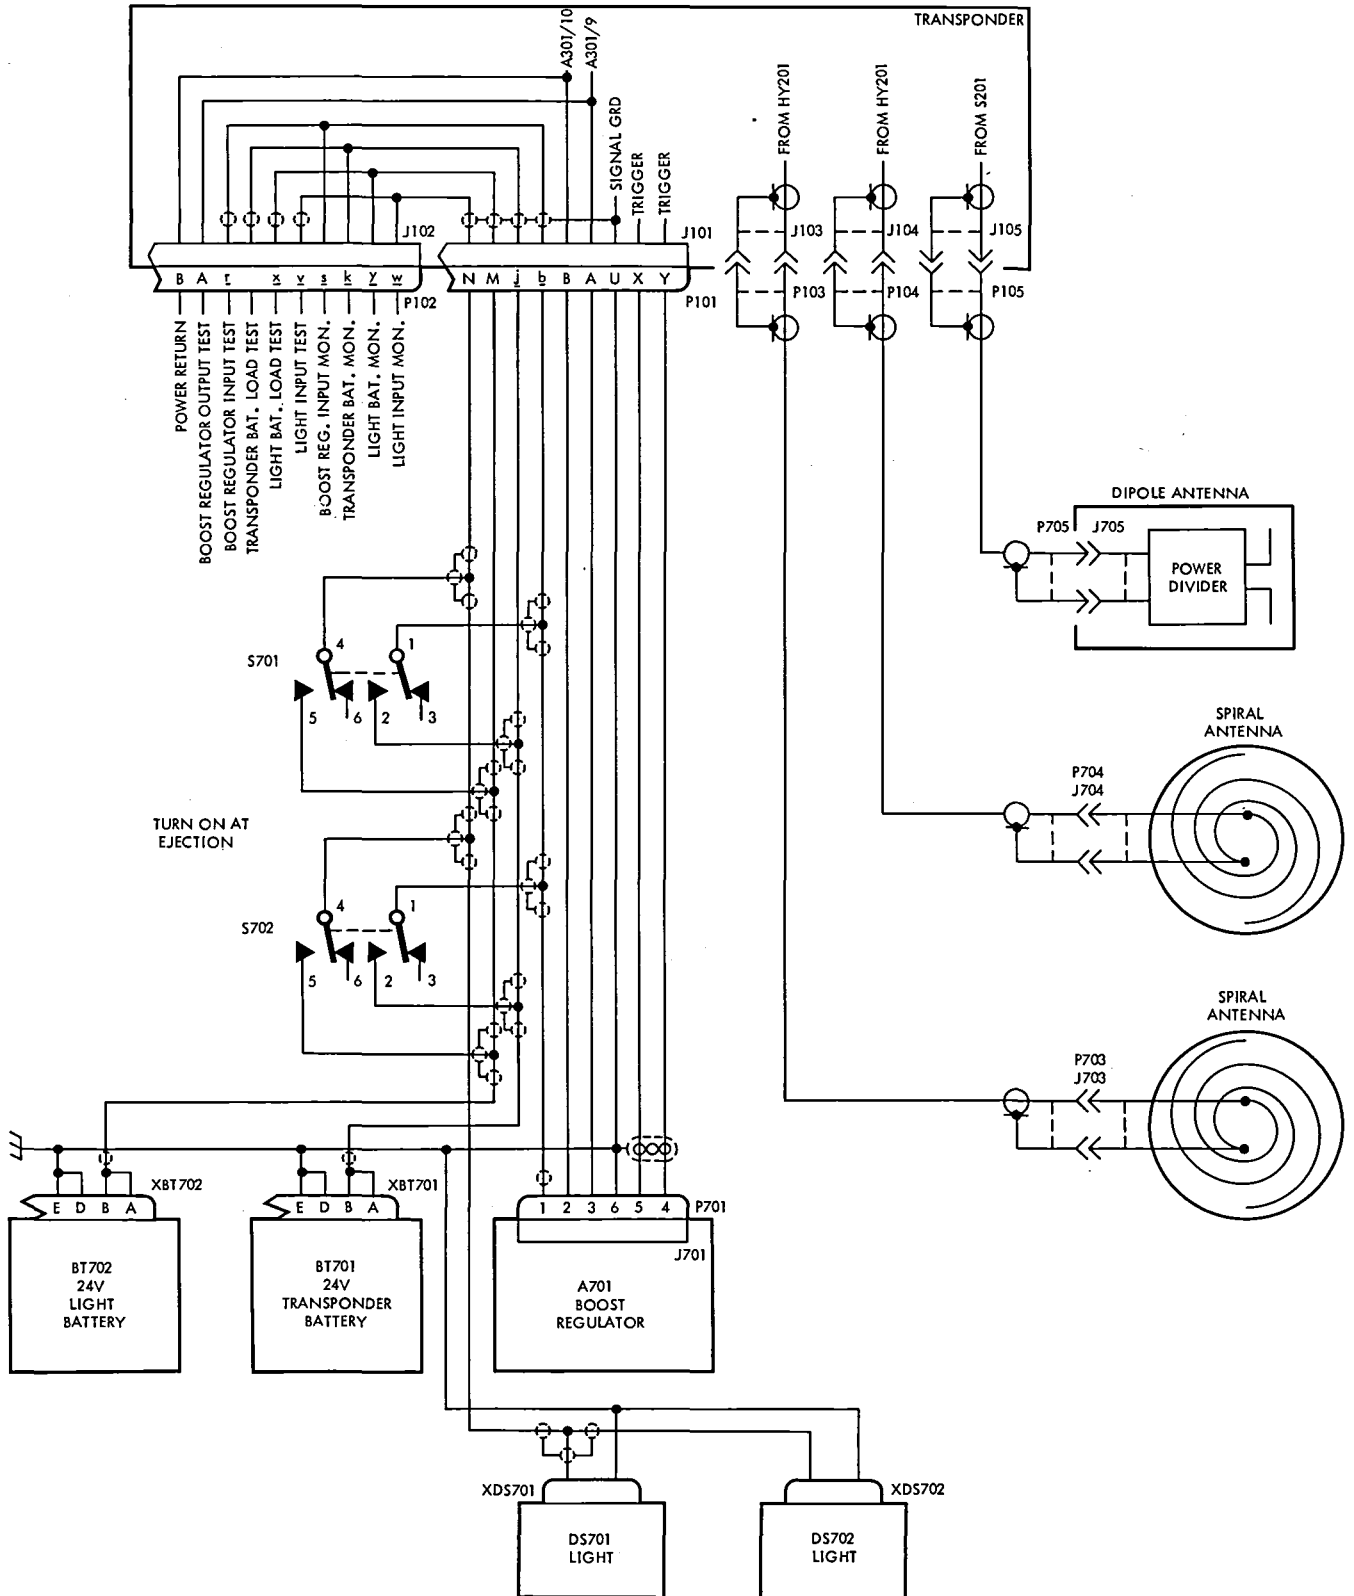 TRANSPONDER
A301/10
A301/9
SIGNAL GRD
TRIGGER
TRIGGER
FROM HY201
FROM HY201
FROM S201
J102
J101
J103
J104
J105
B A r x v s k y w
N M j b B A U X Y
P102
P101
P103
P104
P105
POWER RETURN
BOOST REGULATOR OUTPUT TEST
BOOST REGULATOR INPUT TEST
TRANSPONDER BAT. LOAD TEST
LIGHT BAT. LOAD TEST
LIGHT INPUT TEST
BOOST REG. INPUT MON.
TRANSPONDER BAT. MON.
LIGHT BAT. MON.
LIGHT INPUT MON.
DIPOLE ANTENNA
P705 J705
POWER
DIVIDER
S701
4 1
5 6 2 3
SPIRAL
ANTENNA
P704
J704
TURN ON AT
EJECTION
S702
4 1
5 6 2 3
SPIRAL
ANTENNA
P703
J703
XBT702
E D B A
BT702
24V
LIGHT
BATTERY
XBT701
E D B A
BT701
24V
TRANSPONDER
BATTERY
1 2 3 6 5 4
P701
J701
A701
BOOST
REGULATOR
XDS701
DS701
LIGHT
XDS702
DS702
LIGHT